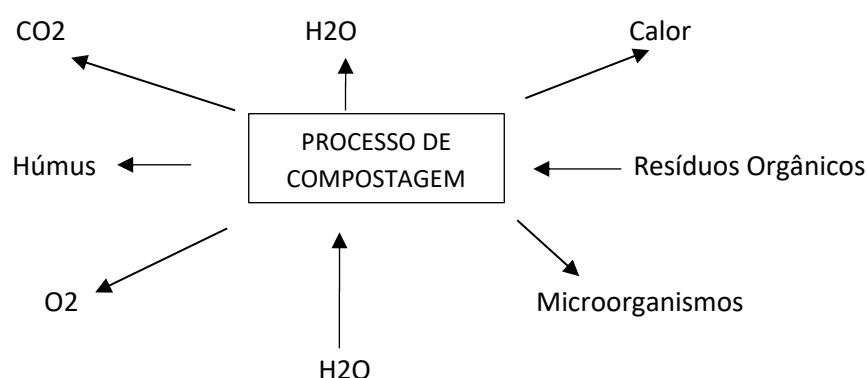 CO2
H2O
Calor
PROCESSO DE
COMPOSTAGEM
Húmus
Resíduos Orgânicos
O2
Microorganismos
H2O